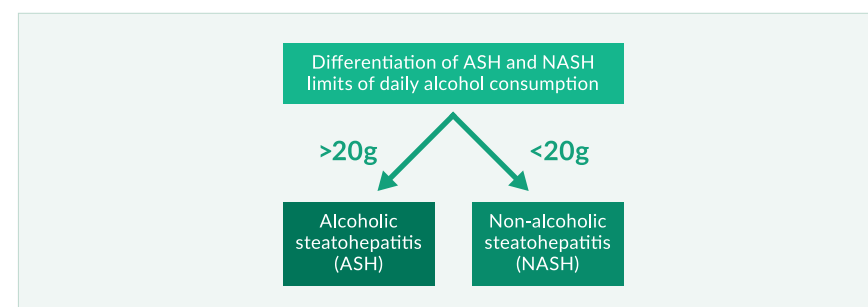 Differentiation of ASH and NASH
limits of daily alcohol consumption
>20g
<20g
Alcoholic
steatohepatitis
(ASH)
Non-alcoholic
steatohepatitis
(NASH)